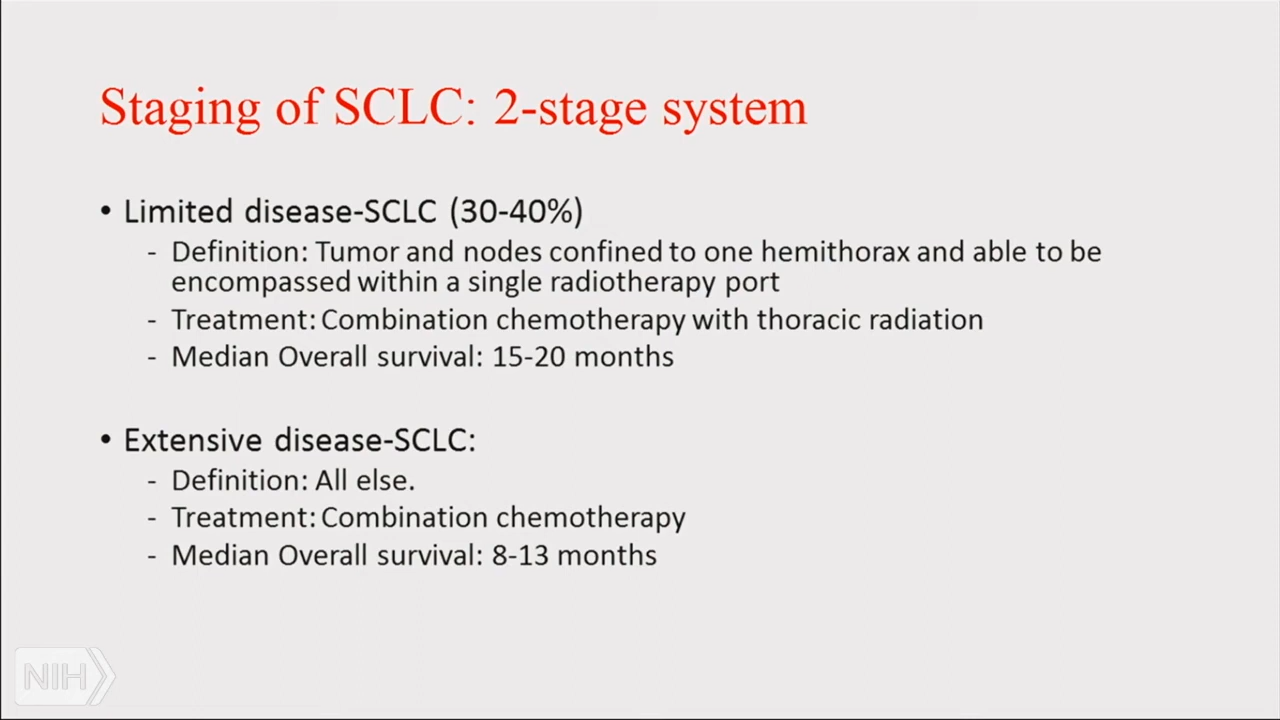 Staging of SCLC: 2-stage system
• Limited disease-SCLC (30-40%)
- Definition: Tumor and nodes confined to one hemithorax and able to be
encompassed within a single radiotherapy port
- Treatment: Combination chemotherapy with thoracic radiation
- Median Overall survival: 15-20 months
• Extensive disease-SCLC:
- Definition: All else.
- Treatment: Combination chemotherapy
- Median Overall survival: 8-13 months
NIH